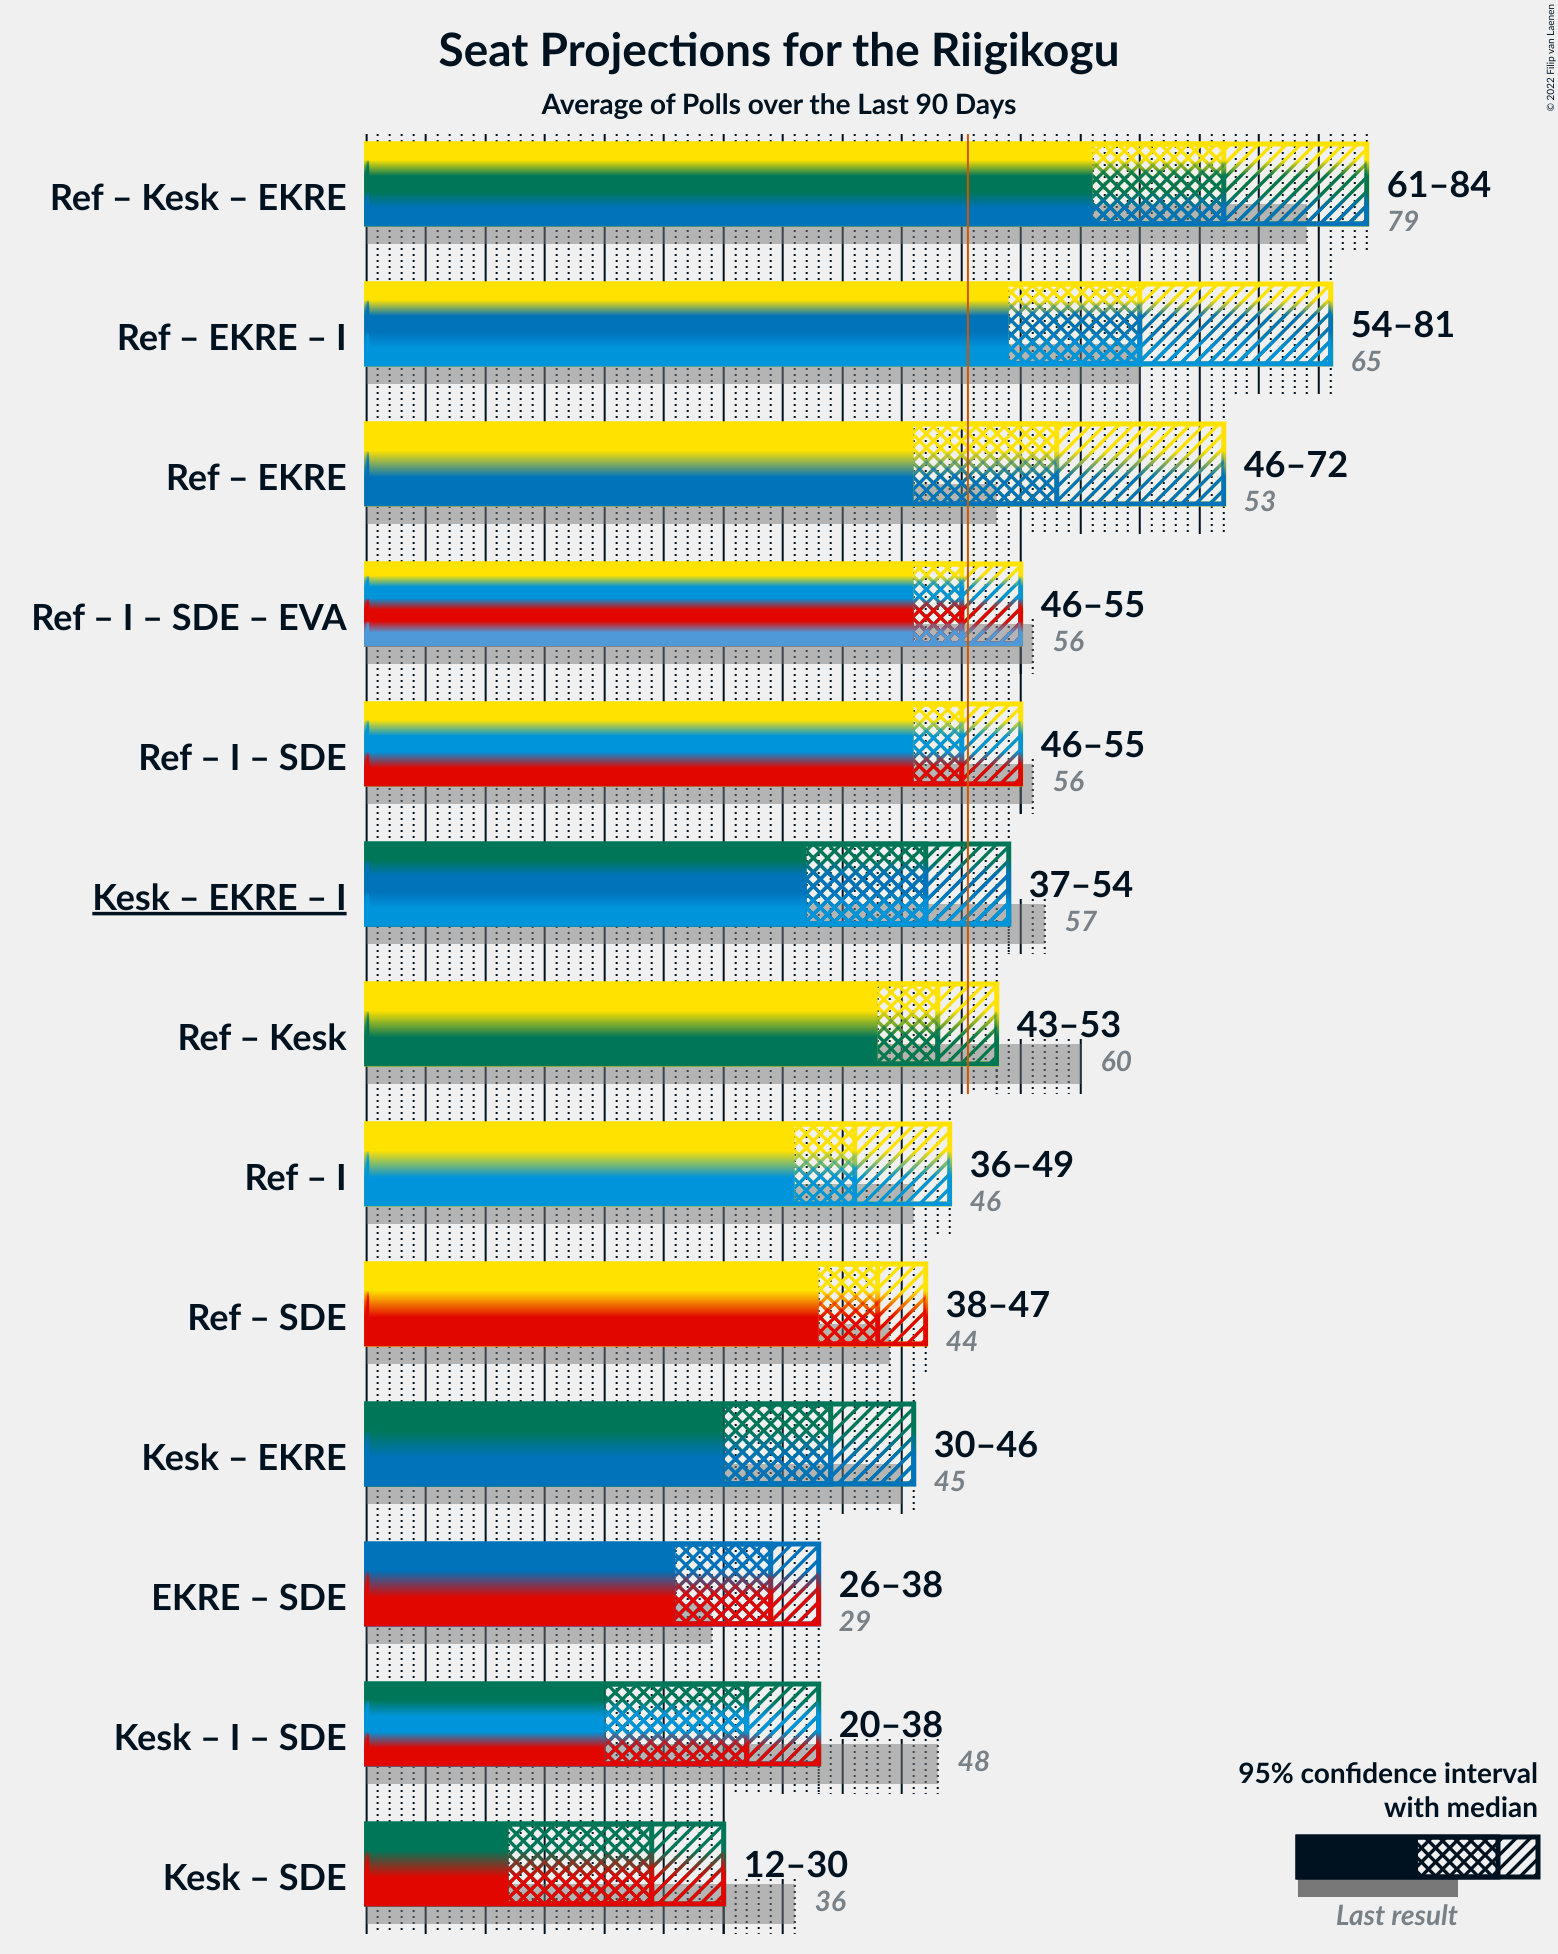 Seat Projections for the Riigikogu
Average of Polls over the Last 90 Days
© 2022 Filip van Laenen
Ref – Kesk – EKRE
61–84
79
Ref – EKRE – I
54–81
65
Ref – EKRE
46–72
53
Ref – I – SDE – EVA
46–55
56
Ref – I – SDE
46–55
56
Kesk – EKRE – I
37–54
57
Ref – Kesk
43–53
60
Ref – I
36–49
46
Ref – SDE
38–47
44
Kesk – EKRE
30–46
45
EKRE – SDE
26–38
29
Kesk – I – SDE
20–38
48
Kesk – SDE
12–30
36
95% confidence interval
with median
Last result